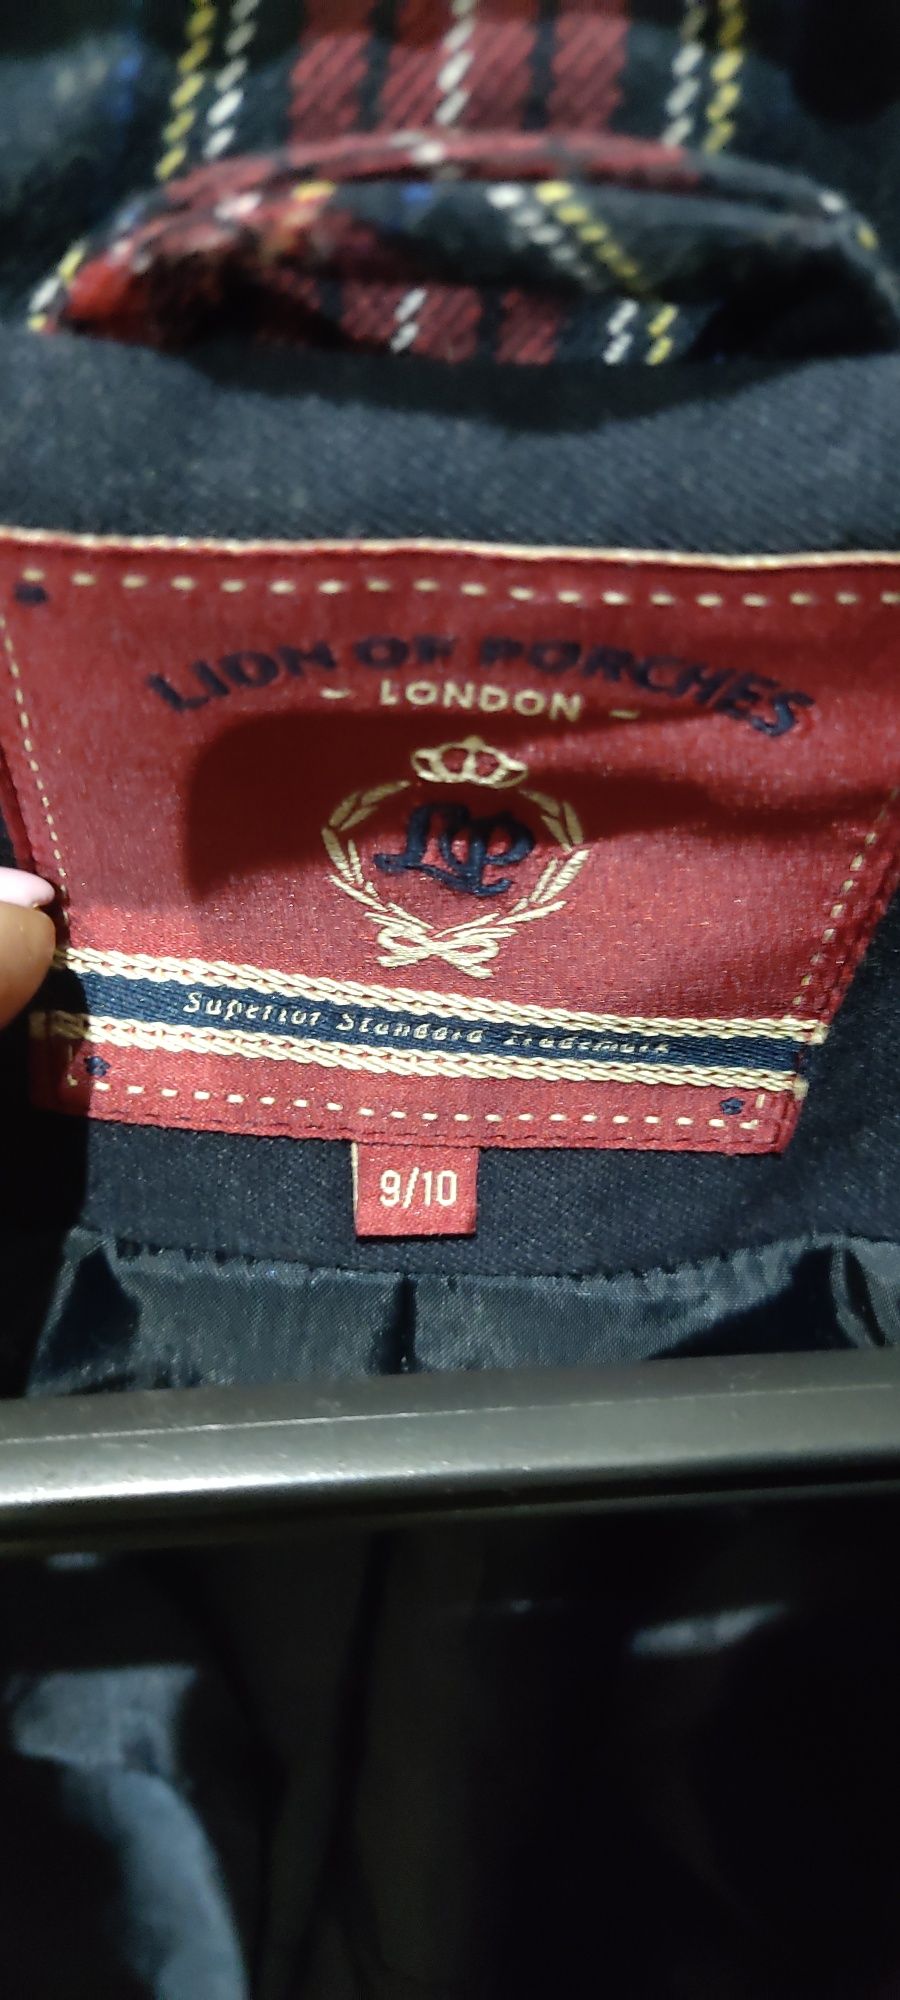 LION OF PORCHES
- LONDON -
LP
Superior Standard Trademark
9/10